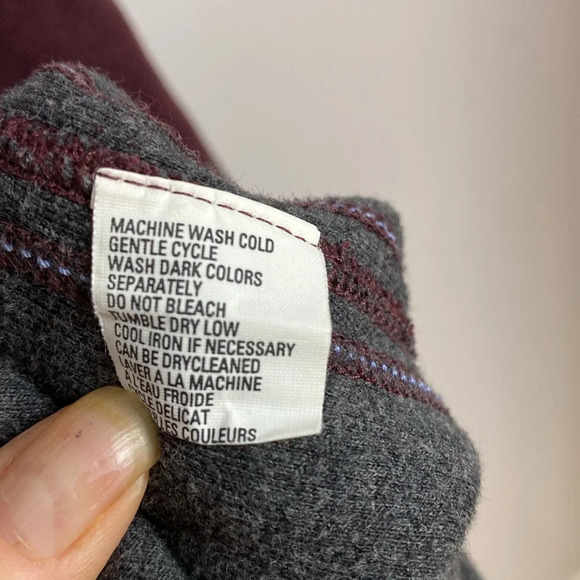 MACHINE WASH COLD
GENTLE CYCLE
WASH DARK COLORS
SEPARATELY
DO NOT BLEACH
TUMBLE DRY LOW
COOL IRON IF NECESSARY
CAN BE DRYCLEANED
LAVER A LA MACHINE
A L'EAU FROIDE
DELICAT
COULEURS